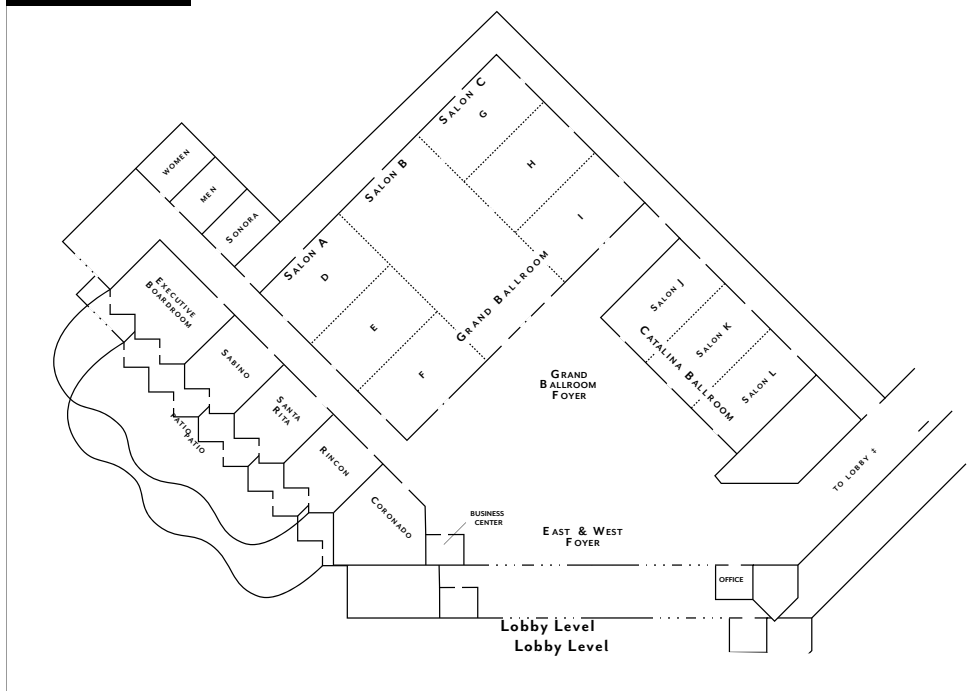 WOMEN
MEN
SONORA
SALON C
G
H
I
SALON B
SALON A
D
E
F
GRAND BALLROOM
EXECUTIVE
BOARDROOM
SABINO
SANTA
RITA
RINCON
CORONADO
PATIO
PATIO
SALON J
SALON K
SALON L
CATALINA BALLROOM
GRAND
BALLROOM
FOYER
TO LOBBY ‡
BUSINESS
CENTER
EAST & WEST
FOYER
OFFICE
Lobby Level
Lobby Level